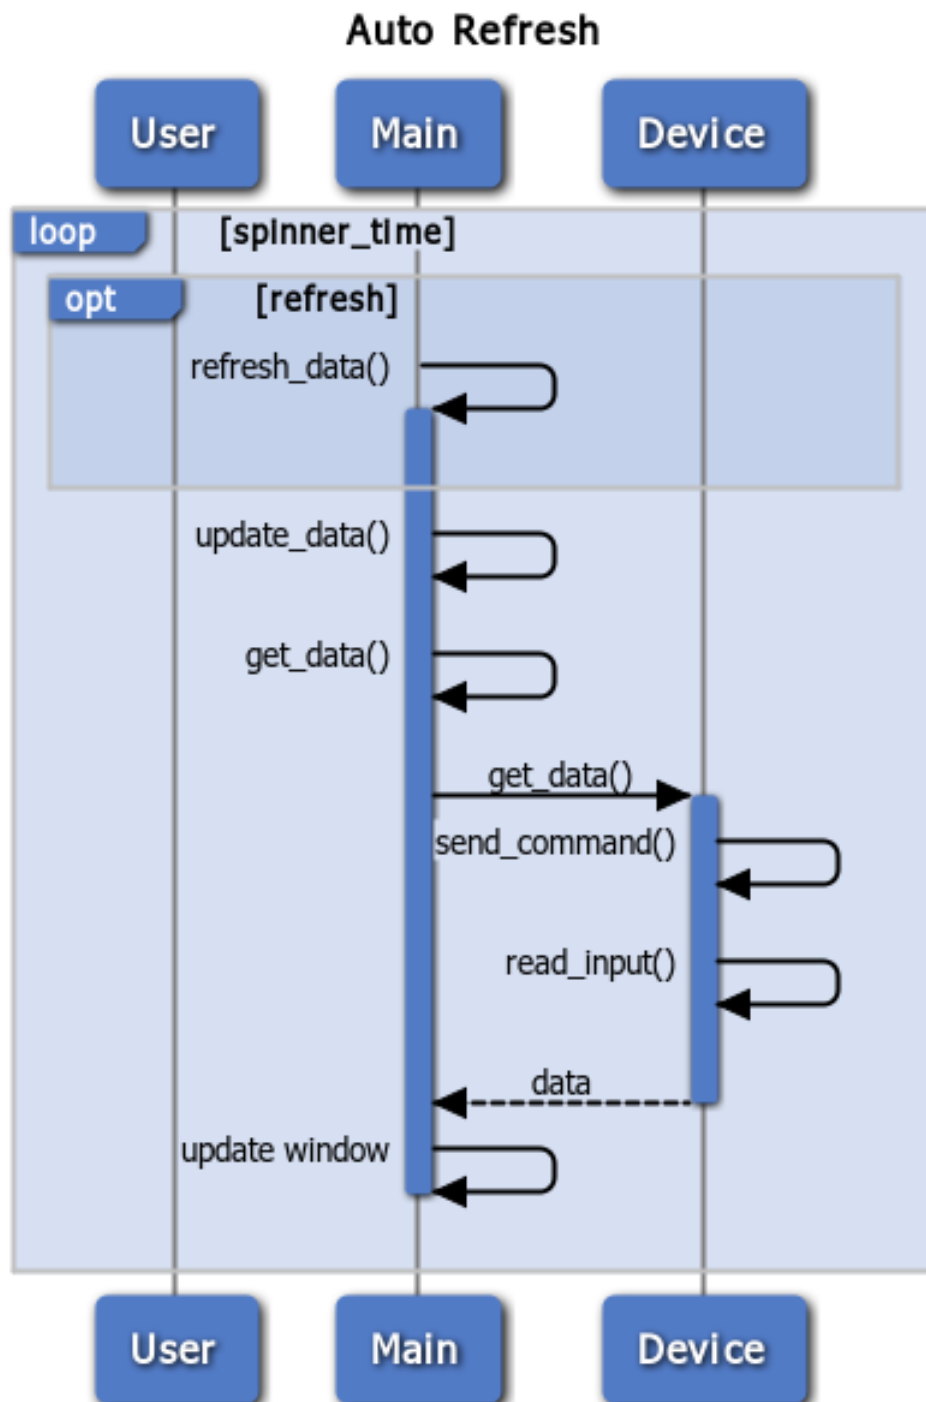 Auto Refresh
User Main Device
loop [spinner_time]
opt [refresh]
refresh_data()
update_data()
get_data()
get_data()
send_command()
read_input()
data
update window
User Main Device